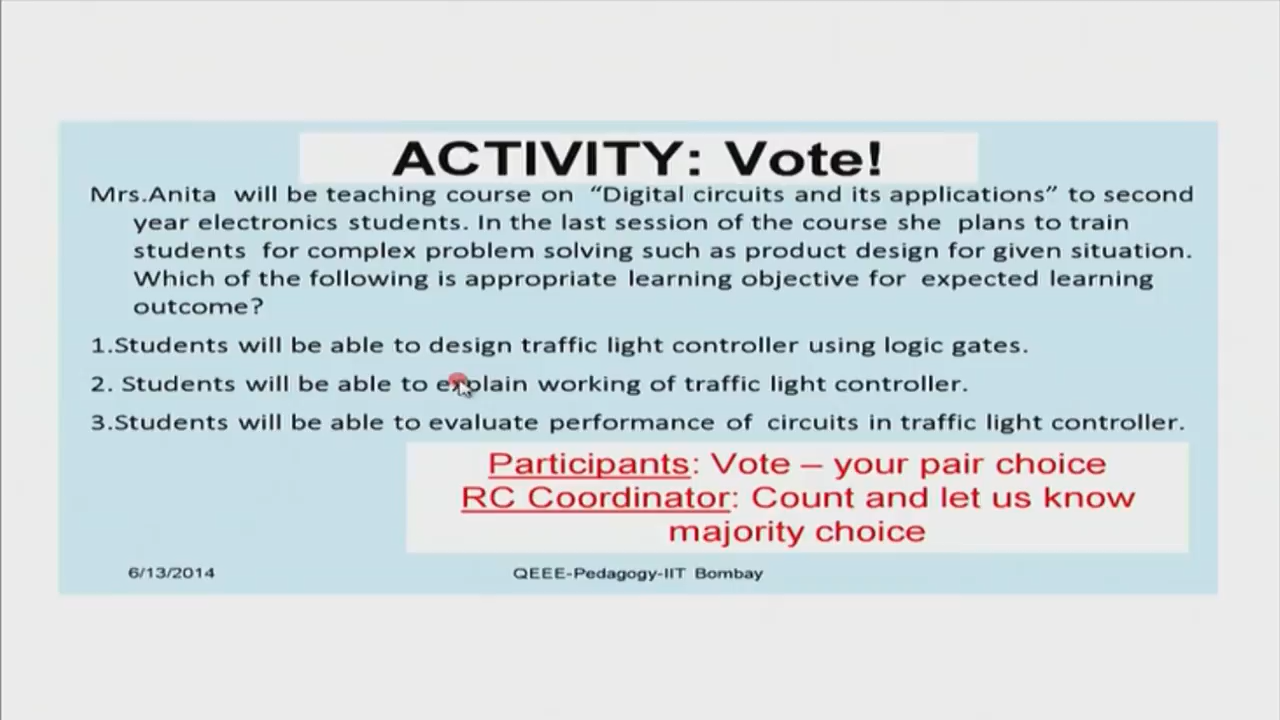 ACTIVITY: Vote!
Mrs.Anita will be teaching course on “Digital circuits and its applications” to second
year electronics students. In the last session of the course she plans to train
students for complex problem solving such as product design for given situation.
Which of the following is appropriate learning objective for expected learning
outcome?
1.Students will be able to design traffic light controller using logic gates.
2. Students will be able to explain working of traffic light controller.
3.Students will be able to evaluate performance of circuits in traffic light controller.
Participants: Vote – your pair choice
RC Coordinator: Count and let us know
majority choice
6/13/2014
QEEE-Pedagogy-IIT Bombay